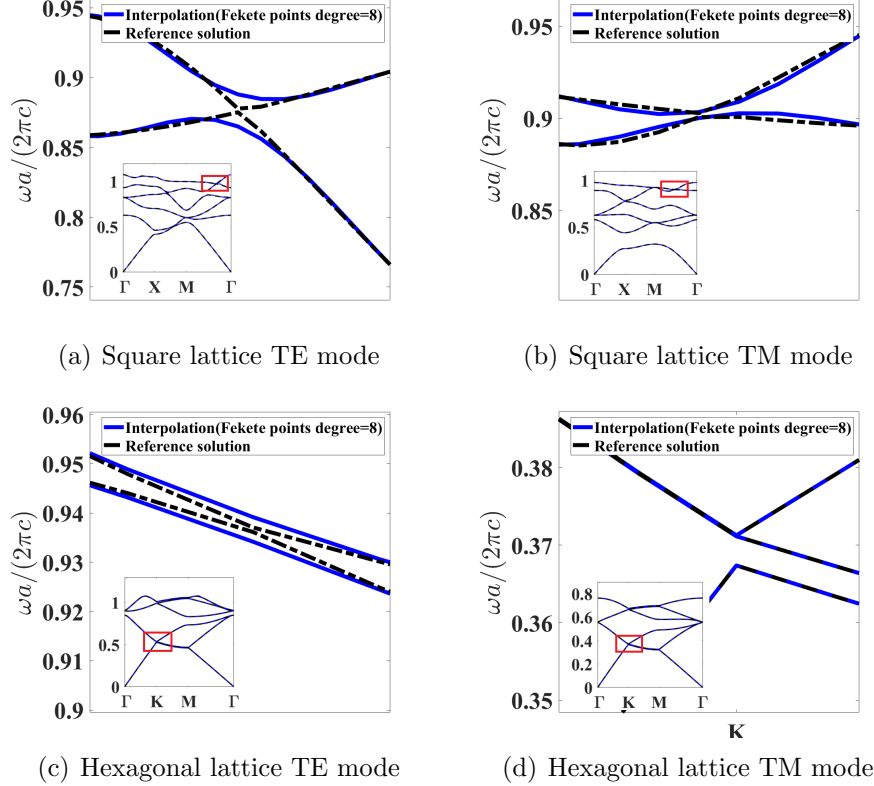 0.95
0.9
0.85
0.8
0.75
ωa/(2πc)
Interpolation(Fekete points degree=8)
Reference solution
1
0.5
0
Γ X M Γ
(a) Square lattice TE mode
0.95
0.9
0.85
ωa/(2πc)
Interpolation(Fekete points degree=8)
Reference solution
1
0.5
0
Γ X M Γ
(b) Square lattice TM mode
0.96
0.95
0.94
0.93
0.92
0.91
0.9
ωa/(2πc)
Interpolation(Fekete points degree=8)
Reference solution
1
0.5
0
Γ K M Γ
(c) Hexagonal lattice TE mode
0.38
0.37
0.36
0.35
ωa/(2πc)
Interpolation(Fekete points degree=8)
Reference solution
0.8
0.6
0.4
0.2
0
Γ K M Γ
K
(d) Hexagonal lattice TM mode